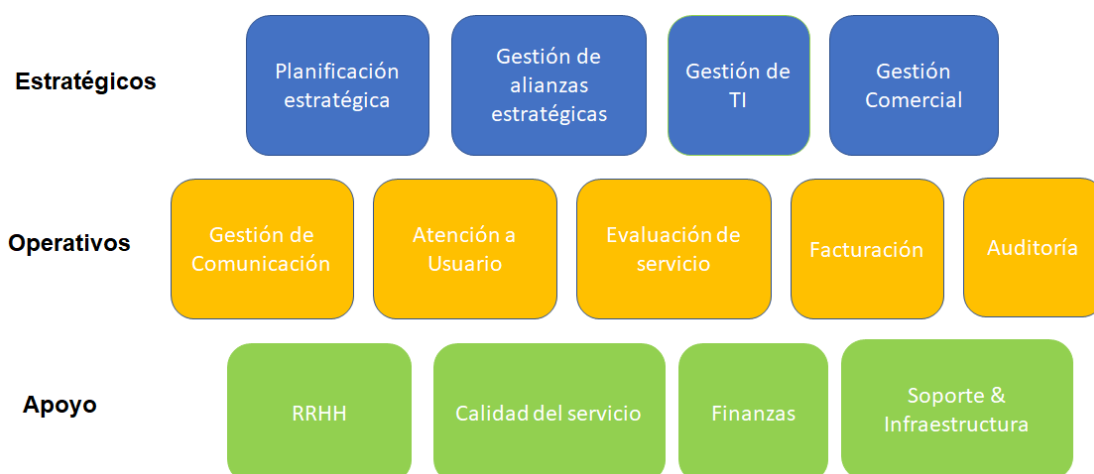 Estratégicos
Planificación
estratégica
Gestión de
alianzas
estratégicas
Gestión de
TI
Gestión
Comercial
Operativos
Gestión de
Comunicación
Atención a
Usuario
Evaluación de
servicio
Facturación
Auditoría
Apoyo
RRHH
Calidad del servicio
Finanzas
Soporte &
Infraestructura